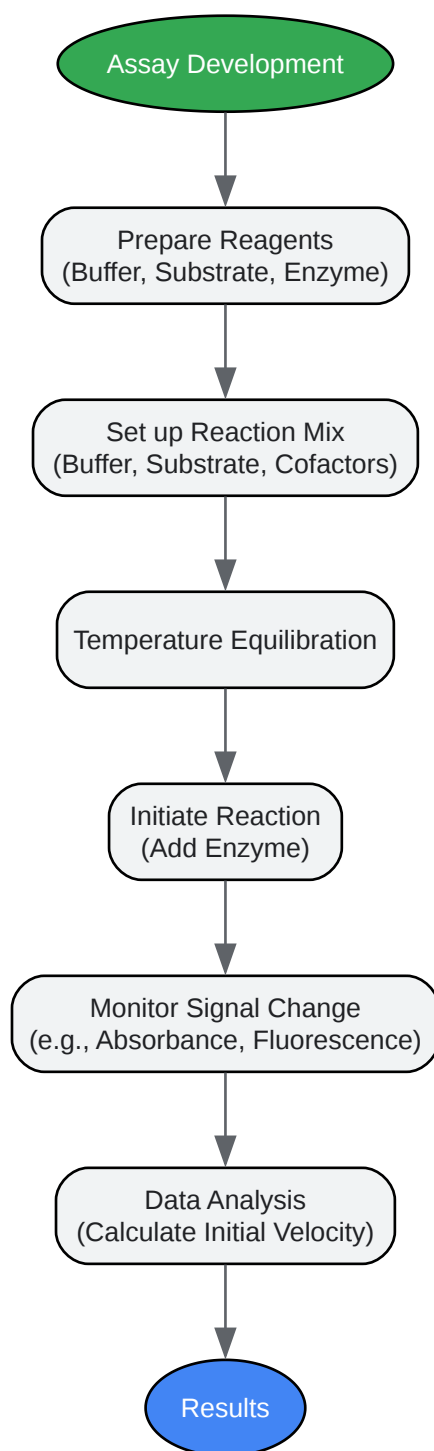 Assay Development
Prepare Reagents
(Buffer, Substrate, Enzyme)
Set up Reaction Mix
(Buffer, Substrate, Cofactors)
Temperature Equilibration
Initiate Reaction
(Add Enzyme)
Monitor Signal Change
(e.g., Absorbance, Fluorescence)
Data Analysis
(Calculate Initial Velocity)
Results